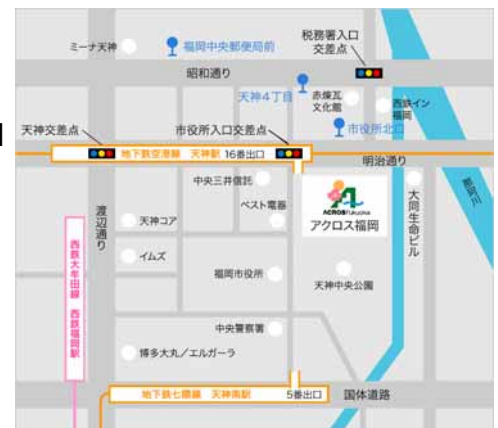 税務署入口
交差点
ミーナ天神
福岡中央郵便局前
昭和通り
天神4丁目
赤煉瓦
文化館
西鉄イン
福岡
市役所北口
天神交差点
市役所入口交差点
地下鉄空港線 天神駅 16番出口
明治通り
中央三井信託
ベスト電器
ACROS Fukuoka
アクロス福岡
渡辺通り
天神コア
イムズ
福岡市役所
天神中央公園
大同生命ビル
那珂川
西鉄大牟田線 西鉄福岡駅
中央警察署
博多大丸/エルガーラ
地下鉄七隈線 天神南駅 5番出口
国体道路